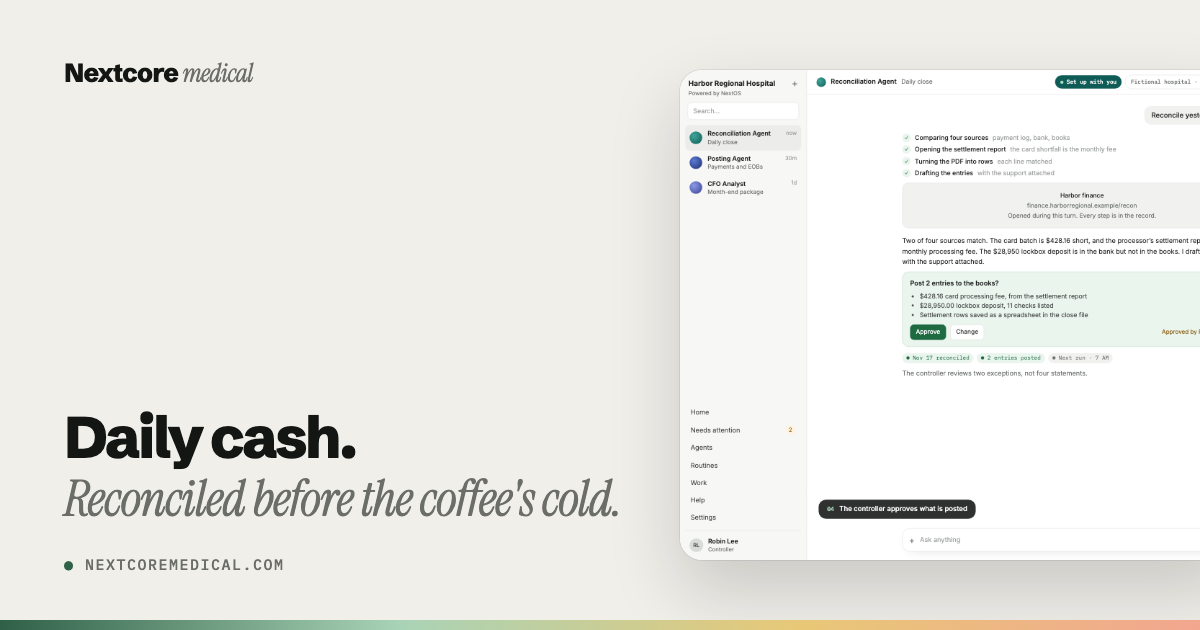 Nextcore medical
Daily cash.
Reconciled before the coffee's cold.
NEXTCOREMEDICAL.COM
Harbor Regional Hospital +
Powered by NextOS
Search...
Reconciliation Agent now
Daily close
Posting Agent 30m
Payments and EOBs
CFO Analyst 1d
Month-end package
Home
Needs attention 2
Agents
Routines
Work
Help
Settings
RL Robin Lee
Controller
Reconciliation Agent Daily close
Set up with you
Fictional hospital ·
Reconcile yest
Comparing four sources payment log, bank, books
Opening the settlement report the card shortfall is the monthly fee
Turning the PDF into rows each line matched
Drafting the entries with the support attached
Harbor finance
finance.harborregional.example/recon
Opened during this turn. Every step is in the record.
Two of four sources match. The card batch is $428.16 short, and the processor's settlement rep
monthly processing fee. The $28,950 lockbox deposit is in the bank but not in the books. I draft
with the support attached.
Post 2 entries to the books?
• $428.16 card processing fee, from the settlement report
• $28,950.00 lockbox deposit, 11 checks listed
• Settlement rows saved as a spreadsheet in the close file
Approve Change
Approved by
Nov 17 reconciled 2 entries posted Next run · 7 AM
The controller reviews two exceptions, not four statements.
04 The controller approves what is posted
+ Ask anything